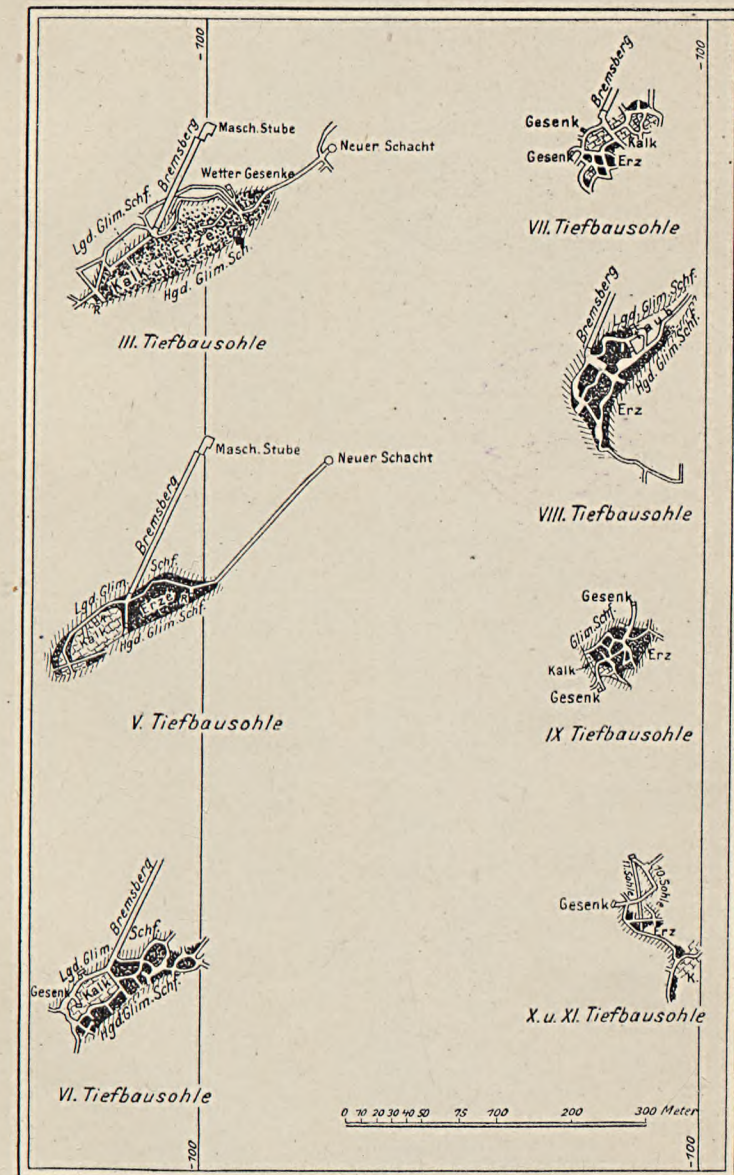 -100
Bremsberg
Masch. Stube
Neuer Schacht
Wetter Gesenke
Lgd. Glim. Schf.
Kalk u. Erze
Hgd. Glim. Sch.
R
III. Tiefbausohle
Masch. Stube
Neuer Schacht
Bremsberg
Lgd. Glim. Schf.
Kalk
Erze
R
Hgd. Glim. Schf.
V. Tiefbausohle
Bremsberg
Lgd. Glim. Schf.
Gesenk
Kalk
Hgd. Glim. Schf.
VI. Tiefbausohle
-100
-100
Bremsberg
Gesenk
Kalk
Gesenk
Erz
VII. Tiefbausohle
Bremsberg
Lgd. Glim. Schf.
Taub
Hgd. Glim. Schf.
Erz
VIII. Tiefbausohle
Gesenk
Glim. Schf.
Erz
Kalk
Gesenk
IX Tiefbausohle
11. Sohle
10. Sohle
Gesenk
Erz
K.
X. u. XI. Tiefbausohle
0 10 20 30 40 50 75 100 200 300 Meter
-100